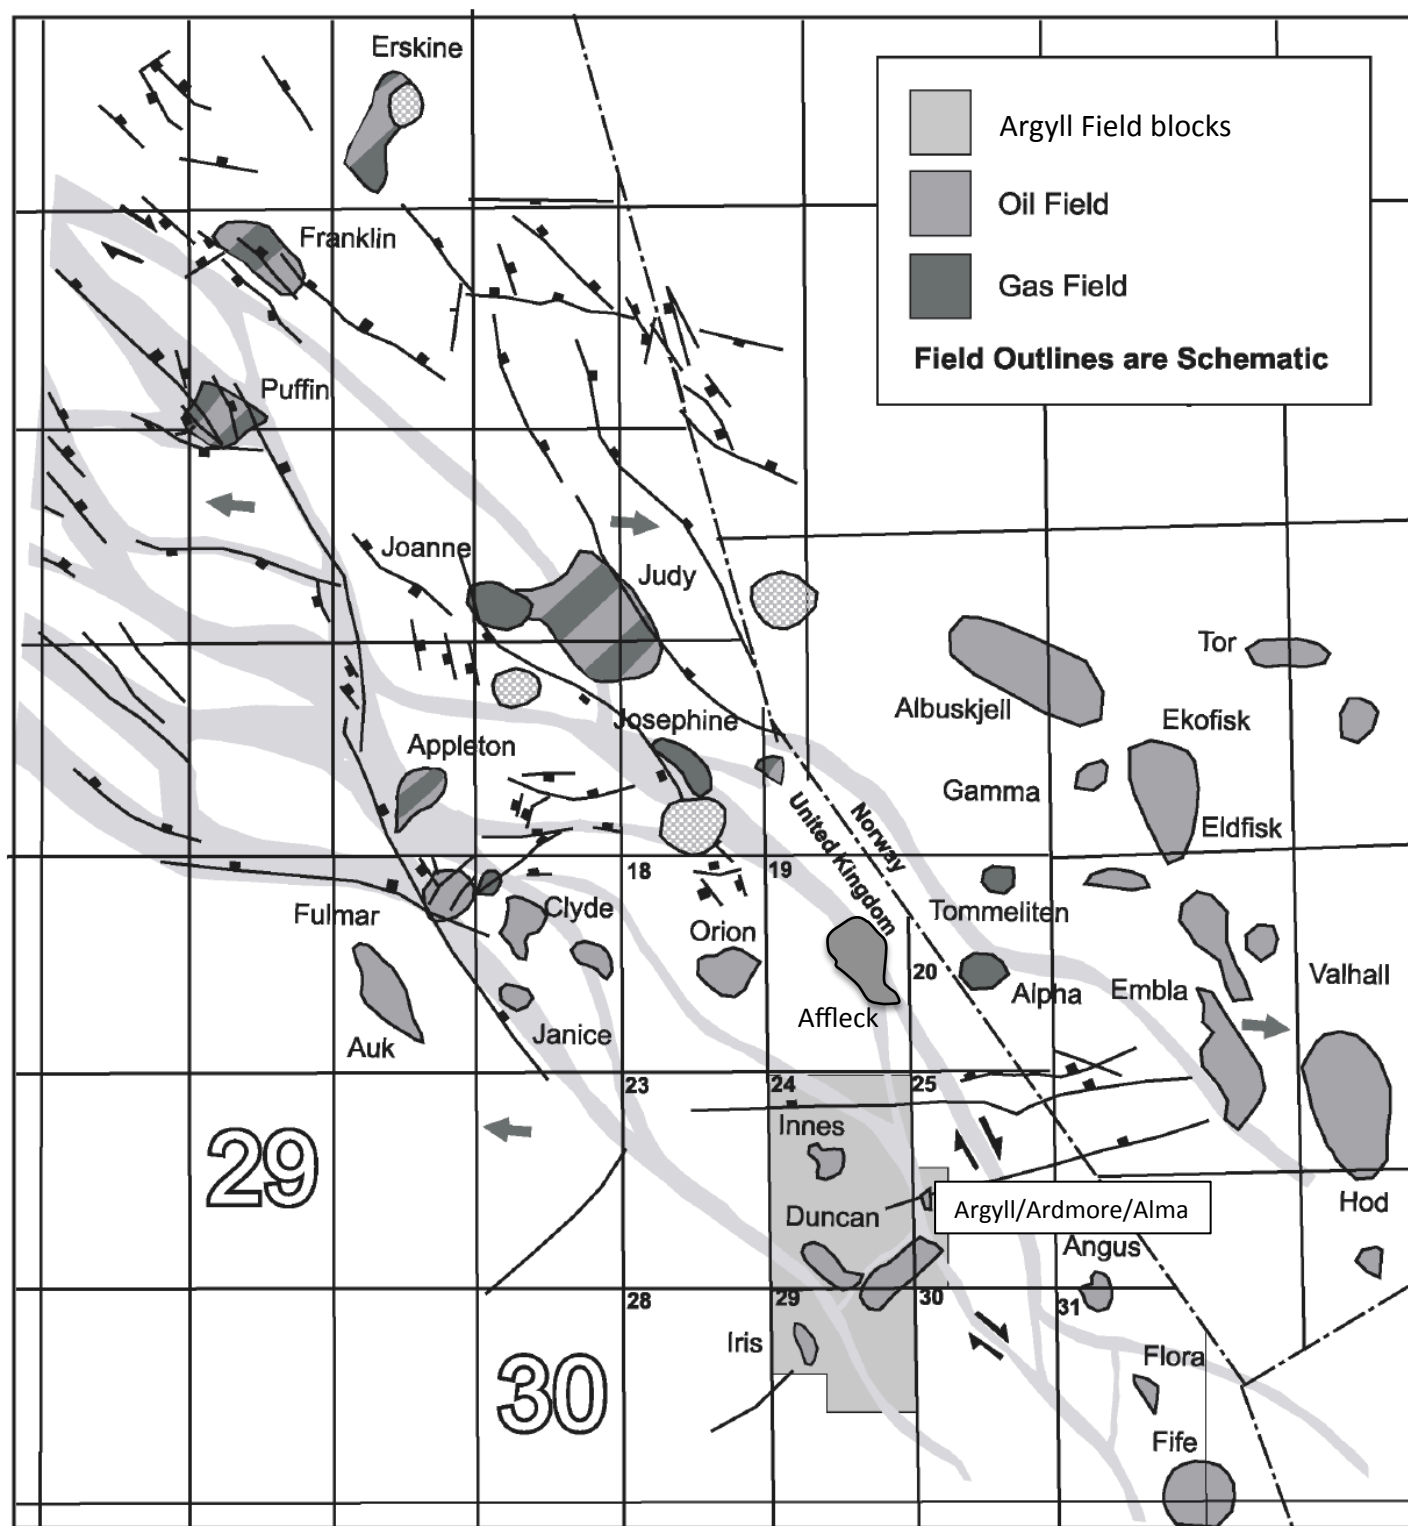 Erskine
Argyll Field blocks
Oil Field
Gas Field
Field Outlines are Schematic
Franklin
Puffin
Joanne
Judy
Tor
Albuskjell
Josephine
Ekofisk
Appleton
Gamma
Norway
United Kingdom
Eldfisk
18
19
Fulmar
Clyde
Orion
Tommeliten
20
Alpha
Embla
Valhall
Affleck
Janice
Auk
23
24
25
Innes
29
Duncan
Argyll/Ardmore/Alma
Hod
Angus
28
29
30
31
Iris
Flora
30
Fife